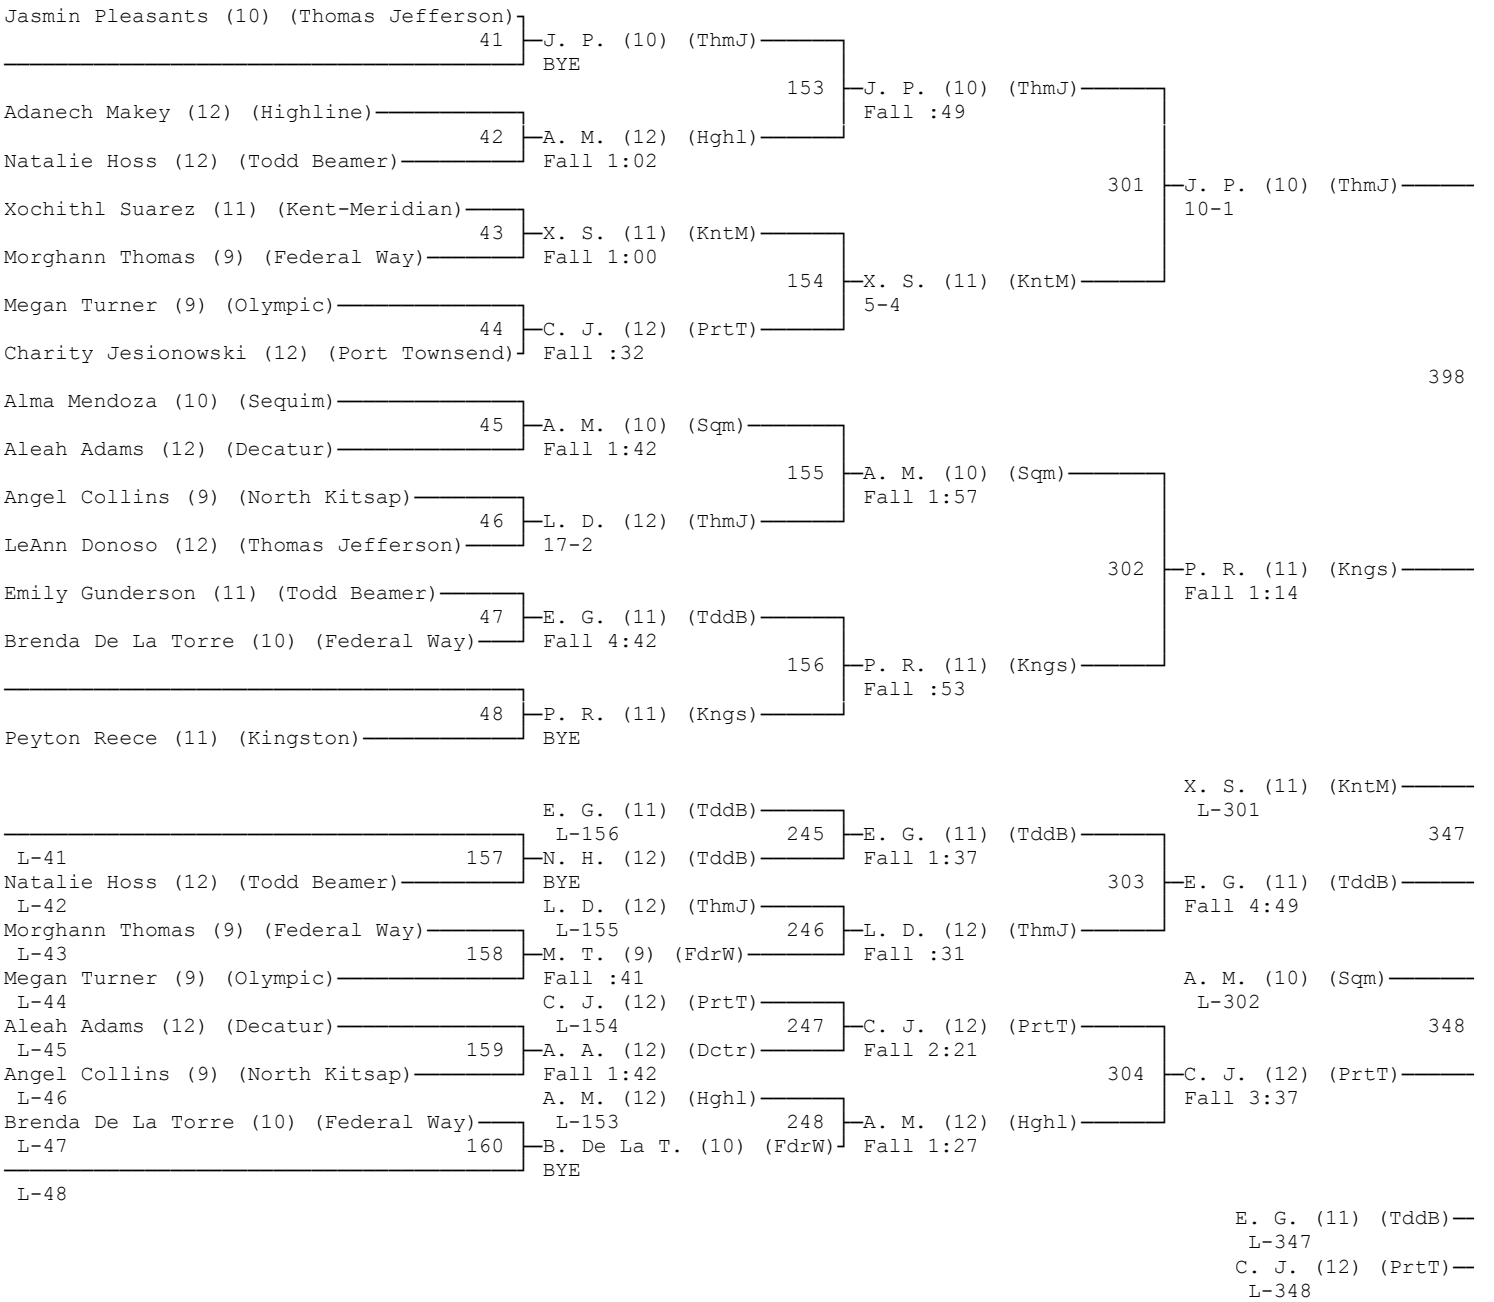 Jasmin Pleasants (10) (Thomas Jefferson)
41 J. P. (10) (ThmJ)
BYE
153 J. P. (10) (ThmJ)
Adanech Makey (12) (Highline) Fall :49
42 A. M. (12) (Hghl)
Natalie Hoss (12) (Todd Beamer) Fall 1:02
301 J. P. (10) (ThmJ)
Xochithl Suarez (11) (Kent-Meridian) 10-1
43 X. S. (11) (KntM)
Morghann Thomas (9) (Federal Way) Fall 1:00
154 X. S. (11) (KntM)
Megan Turner (9) (Olympic) 5-4
44 C. J. (12) (PrtT)
Charity Jesionowski (12) (Port Townsend) Fall :32
398
Alma Mendoza (10) (Sequim)
45 A. M. (10) (Sqm)
Aleah Adams (12) (Decatur) Fall 1:42
155 A. M. (10) (Sqm)
Angel Collins (9) (North Kitsap) Fall 1:57
46 L. D. (12) (ThmJ)
LeAnn Donoso (12) (Thomas Jefferson) 17-2
302 P. R. (11) (Kngs)
Emily Gunderson (11) (Todd Beamer) Fall 1:14
47 E. G. (11) (TddB)
Brenda De La Torre (10) (Federal Way) Fall 4:42
156 P. R. (11) (Kngs)
Fall :53
48 P. R. (11) (Kngs)
Peyton Reece (11) (Kingston) BYE
X. S. (11) (KntM)
E. G. (11) (TddB) L-301
L-156 245 E. G. (11) (TddB) 347
L-41 157 N. H. (12) (TddB) Fall 1:37
Natalie Hoss (12) (Todd Beamer) BYE 303 E. G. (11) (TddB)
L-42 L. D. (12) (ThmJ) Fall 4:49
Morghann Thomas (9) (Federal Way) L-155 246 L. D. (12) (ThmJ)
L-43 158 M. T. (9) (FdrW) Fall :31
Megan Turner (9) (Olympic) Fall :41 A. M. (10) (Sqm)
L-44 C. J. (12) (PrtT) L-302
Aleah Adams (12) (Decatur) L-154 247 C. J. (12) (PrtT) 348
L-45 159 A. A. (12) (Dctr) Fall 2:21
Angel Collins (9) (North Kitsap) Fall 1:42 304 C. J. (12) (PrtT)
L-46 A. M. (12) (Hghl) Fall 3:37
Brenda De La Torre (10) (Federal Way) L-153 248 A. M. (12) (Hghl)
L-47 160 B. De La T. (10) (FdrW) Fall 1:27
BYE
L-48
E. G. (11) (TddB)
L-347
C. J. (12) (PrtT)
L-348